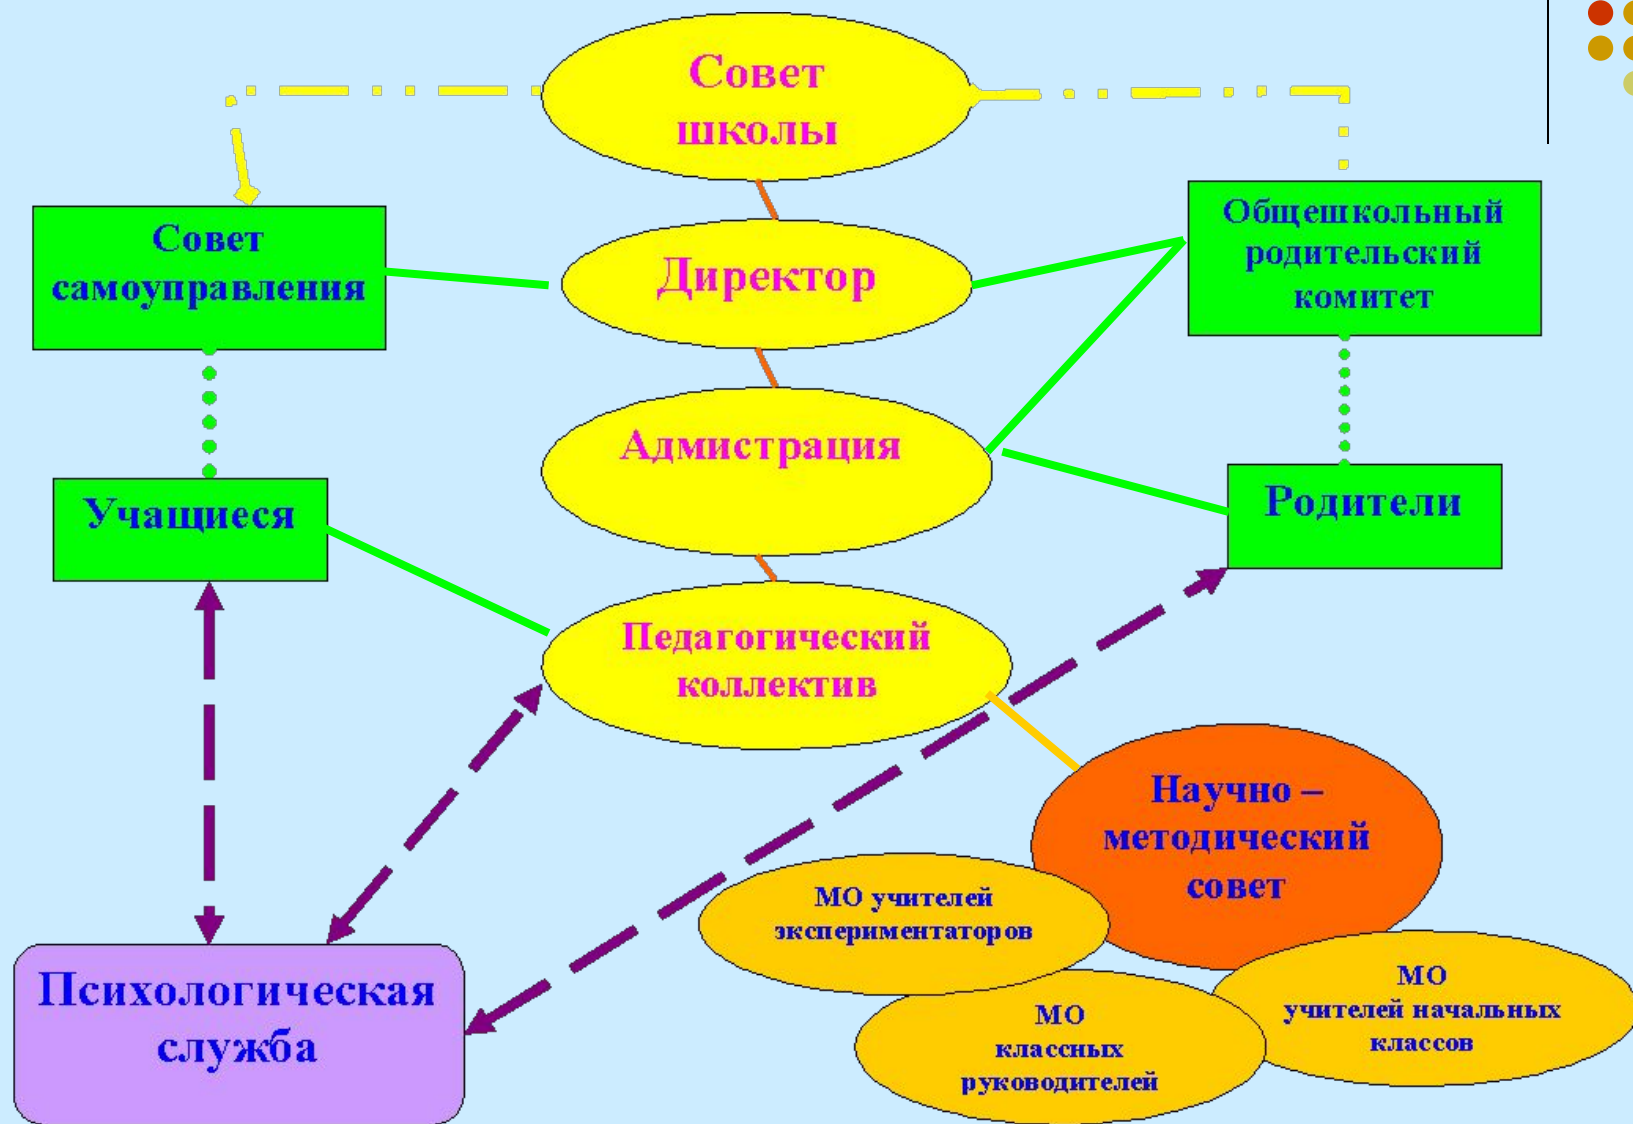 Совет
школы
Совет
самоуправления
Директор
Общешкольный
родительский
комитет
Адмистрация
Учащиеся
Родители
Педагогический
коллектив
Научно –
методический
совет
МО учителей
экспериментаторов
МО
учителей начальных
классов
МО
классных
руководителей
Психологическая
служба